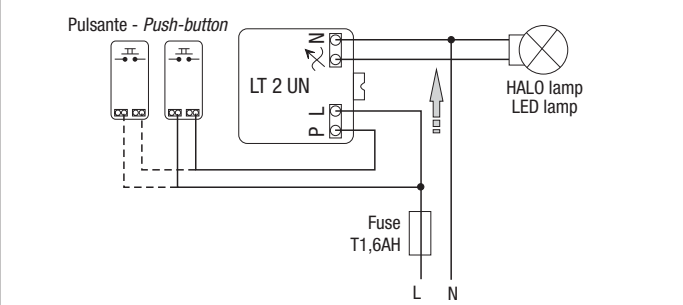 Pulsante - Push-button
N
LT 2 UN
L
P
HALO lamp
LED lamp
Fuse
T1,6AH
L N